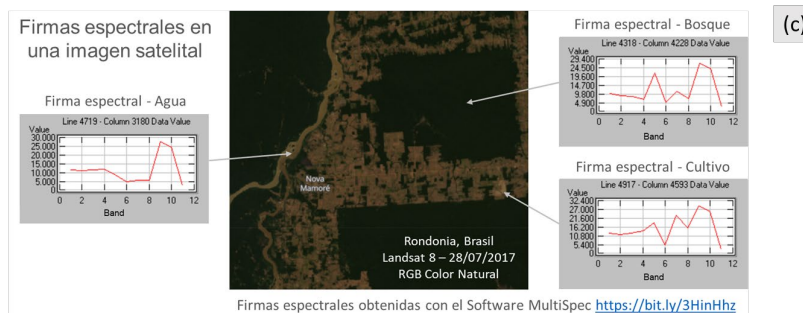 Firmas espectrales en
una imagen satelital
Firma espectral - Agua
Line 4719 - Column 3180 Data Value
Value
30.000
25.000
20.000
15.000
10.000
5.000
0.000
0 2 4 6 8 10 12
Band
Nova
Mamoré
Rondonia, Brasil
Landsat 8 – 28/07/2017
RGB Color Natural
Firma espectral - Bosque
Line 4318 - Column 4228 Data Value
Value
29.400
24.500
19.600
14.700
9.800
4.900
0.000
0 2 4 6 8 10 12
Band
Firma espectral - Cultivo
Line 4917 - Column 4593 Data Value
Value
32.400
27.000
21.600
16.200
10.800
5.400
0.000
0 2 4 6 8 10 12
Band
Firmas espectrales obtenidas con el Software MultiSpec https://bit.ly/3HinHhz
(c)